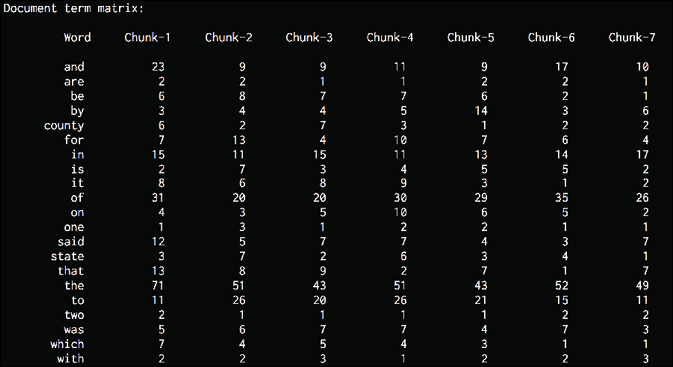 Document term matrix:
Word Chunk-1 Chunk-2 Chunk-3 Chunk-4 Chunk-5 Chunk-6 Chunk-7
and 23 9 9 11 9 17 10
are 2 2 1 1 2 2 1
be 6 8 7 7 6 2 1
by 3 4 4 5 14 3 6
county 6 2 7 3 1 2 2
for 7 13 4 10 7 6 4
in 15 11 15 11 13 14 17
is 2 7 3 4 5 5 2
it 8 6 8 9 3 1 2
of 31 20 20 30 29 35 26
on 4 3 5 10 6 5 2
one 1 3 1 2 2 1 1
said 12 5 7 7 4 3 7
state 3 7 2 6 3 4 1
that 13 8 9 2 7 1 7
the 71 51 43 51 43 52 49
to 11 26 20 26 21 15 11
two 2 1 1 1 1 2 2
was 5 6 7 7 4 7 3
which 7 4 5 4 3 1 1
with 2 2 3 1 2 2 3